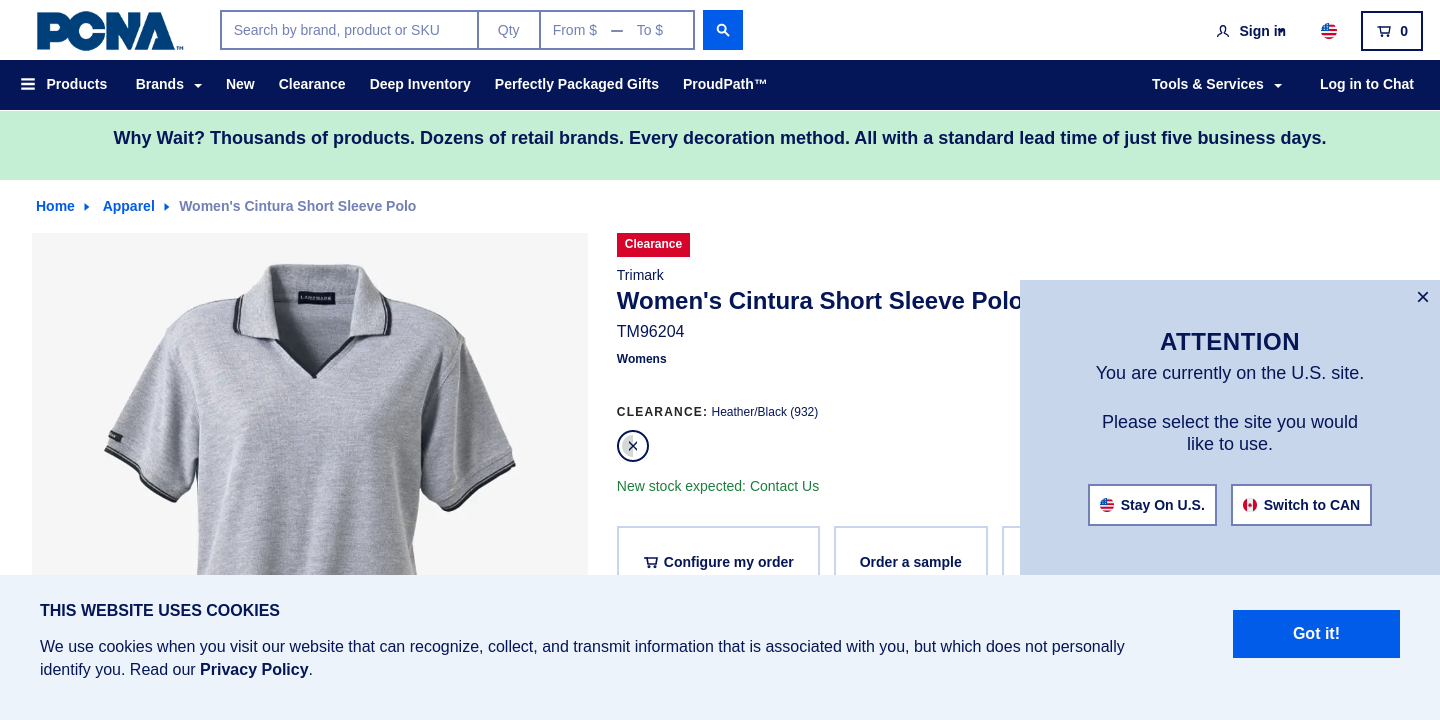 PCNA™
Search by brand, product or SKU
Qty
From $ — To $
Sign in
0
Products
Brands
New
Clearance
Deep Inventory
Perfectly Packaged Gifts
ProudPath™
Tools & Services
Log in to Chat
Why Wait? Thousands of products. Dozens of retail brands. Every decoration method. All with a standard lead time of just five business days.
Home
Apparel
Women's Cintura Short Sleeve Polo
Clearance
Trimark
Women's Cintura Short Sleeve Polo
TM96204
Womens
CLEARANCE: Heather/Black (932)
New stock expected: Contact Us
Configure my order
Order a sample
ATTENTION
You are currently on the U.S. site.
Please select the site you would
like to use.
Stay On U.S.
Switch to CAN
THIS WEBSITE USES COOKIES
We use cookies when you visit our website that can recognize, collect, and transmit information that is associated with you, but which does not personally
identify you. Read our Privacy Policy.
Got it!